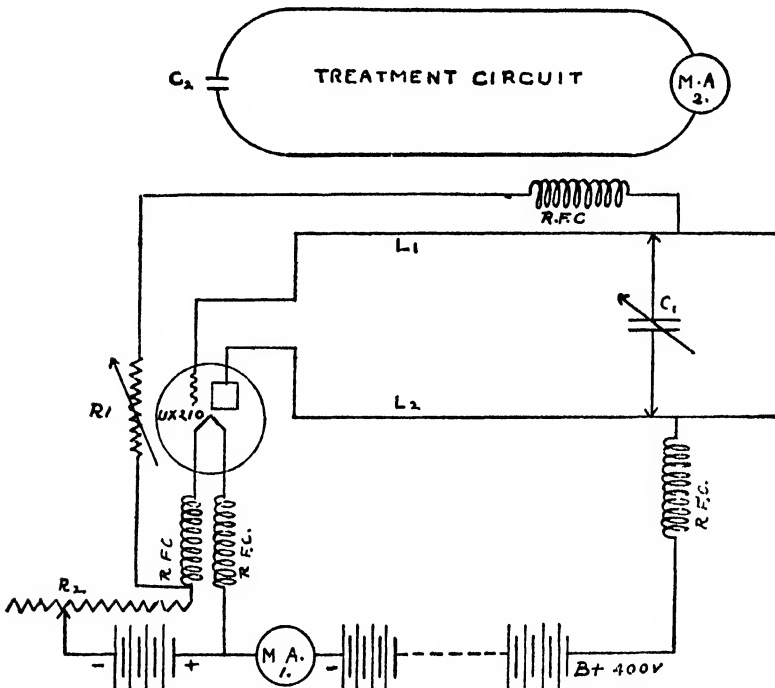 C2
TREATMENT CIRCUIT
M.A
2.
R.F.C
L1
C1
R1
UX210
L2
R F C
R F.C.
R F.C.
R2
- +
M.A.
1.
-
B+ 400V